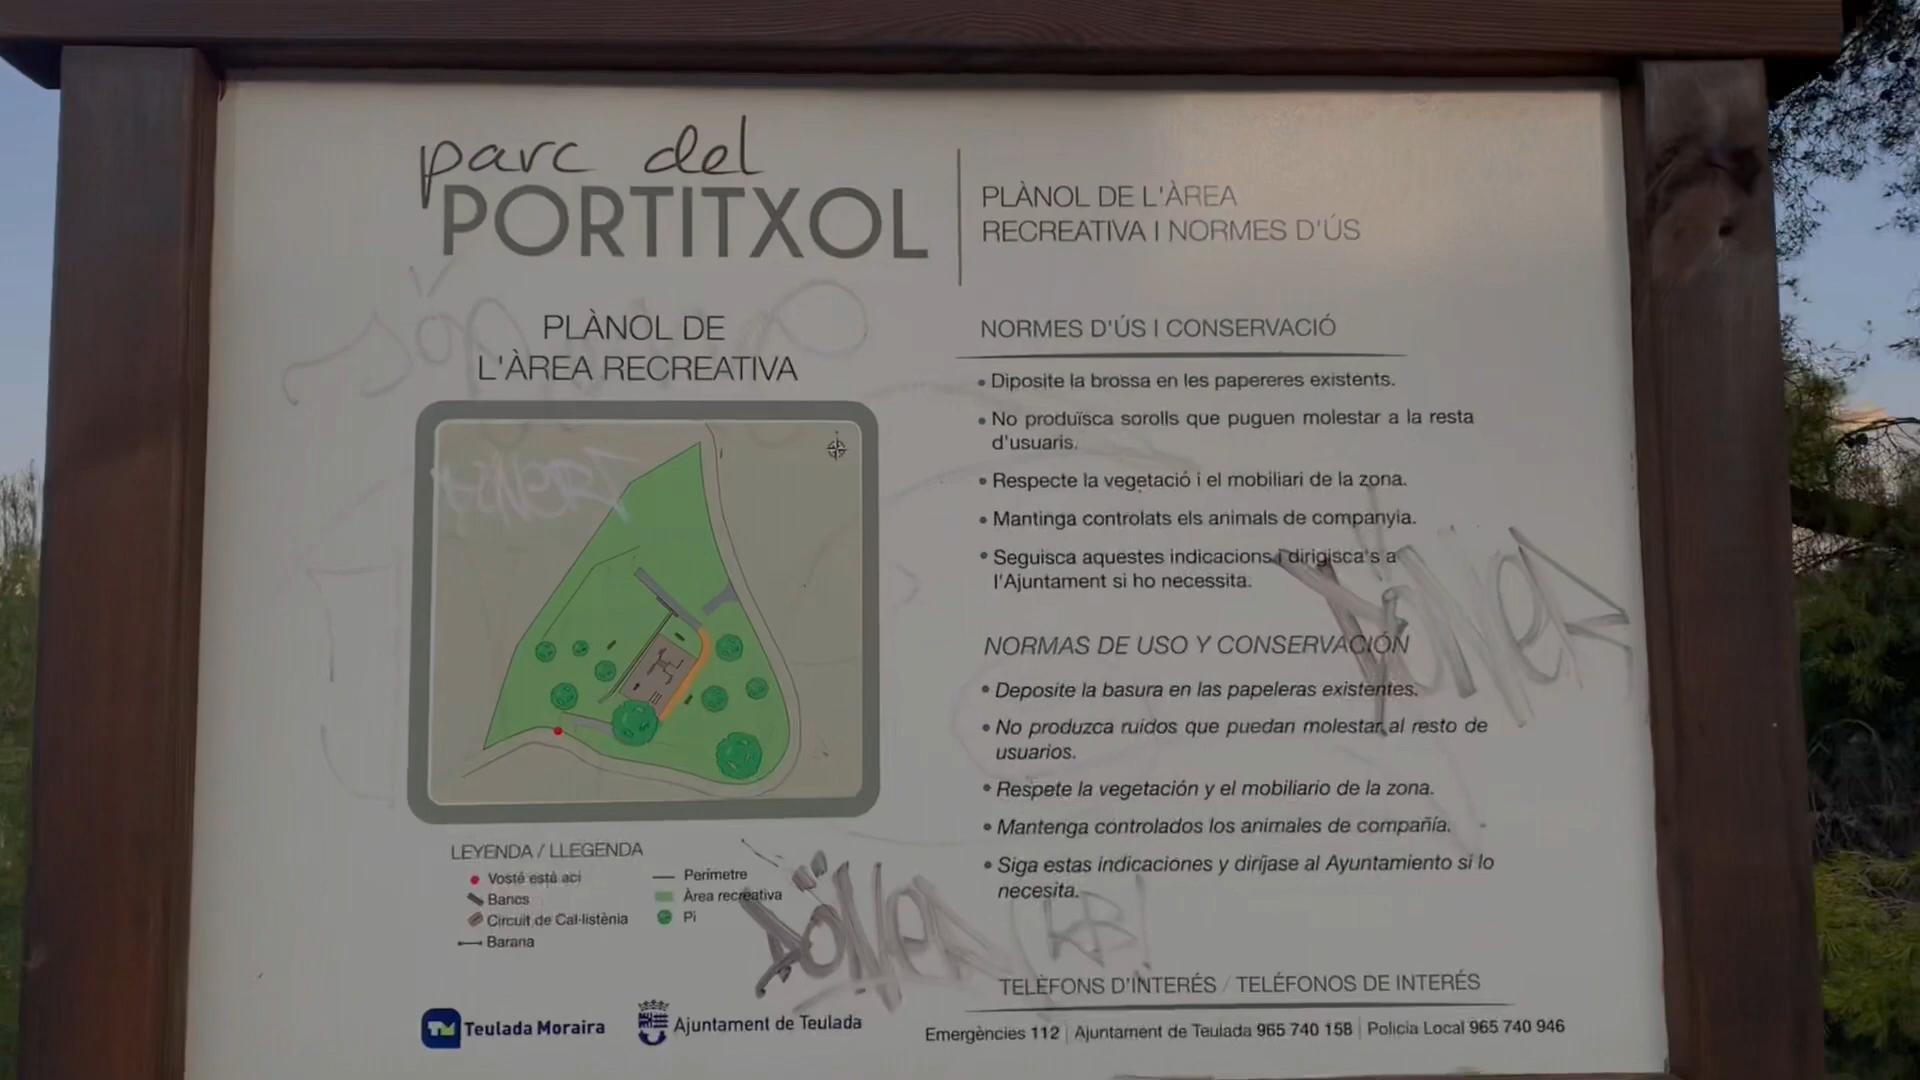 parc del
PORTITXOL
PLÀNOL DE L'ÀREA
RECREATIVA I NORMES D'ÚS
PLÀNOL DE
L'ÀREA RECREATIVA
LEYENDA / LLEGENDA
Vosté está aci
Bancs
Circuit de Cal·listènia
Barana
Perímetre
Àrea recreativa
Pi
TM Teulada Moraira
Ajuntament de Teulada
NORMES D'ÚS I CONSERVACIÓ
• Diposite la brossa en les papereres existents.
• No produïsca sorolls que puguen molestar a la resta
d'usuaris.
• Respecte la vegetació i el mobiliari de la zona.
• Mantinga controlats els animals de companyia.
• Seguisca aquestes indicacions i dirigisca's a
l'Ajuntament si ho necessita.
NORMAS DE USO Y CONSERVACIÓN
• Deposite la basura en las papeleras existentes.
• No produzca ruidos que puedan molestar al resto de
usuarios.
• Respete la vegetación y el mobiliario de la zona.
• Mantenga controlados los animales de compañía.
• Siga estas indicaciones y diríjase al Ayuntamiento si lo
necesita.
TELÈFONS D'INTERÉS / TELÉFONOS DE INTERÉS
Emergències 112 | Ajuntament de Teulada 965 740 158 | Policia Local 965 740 946